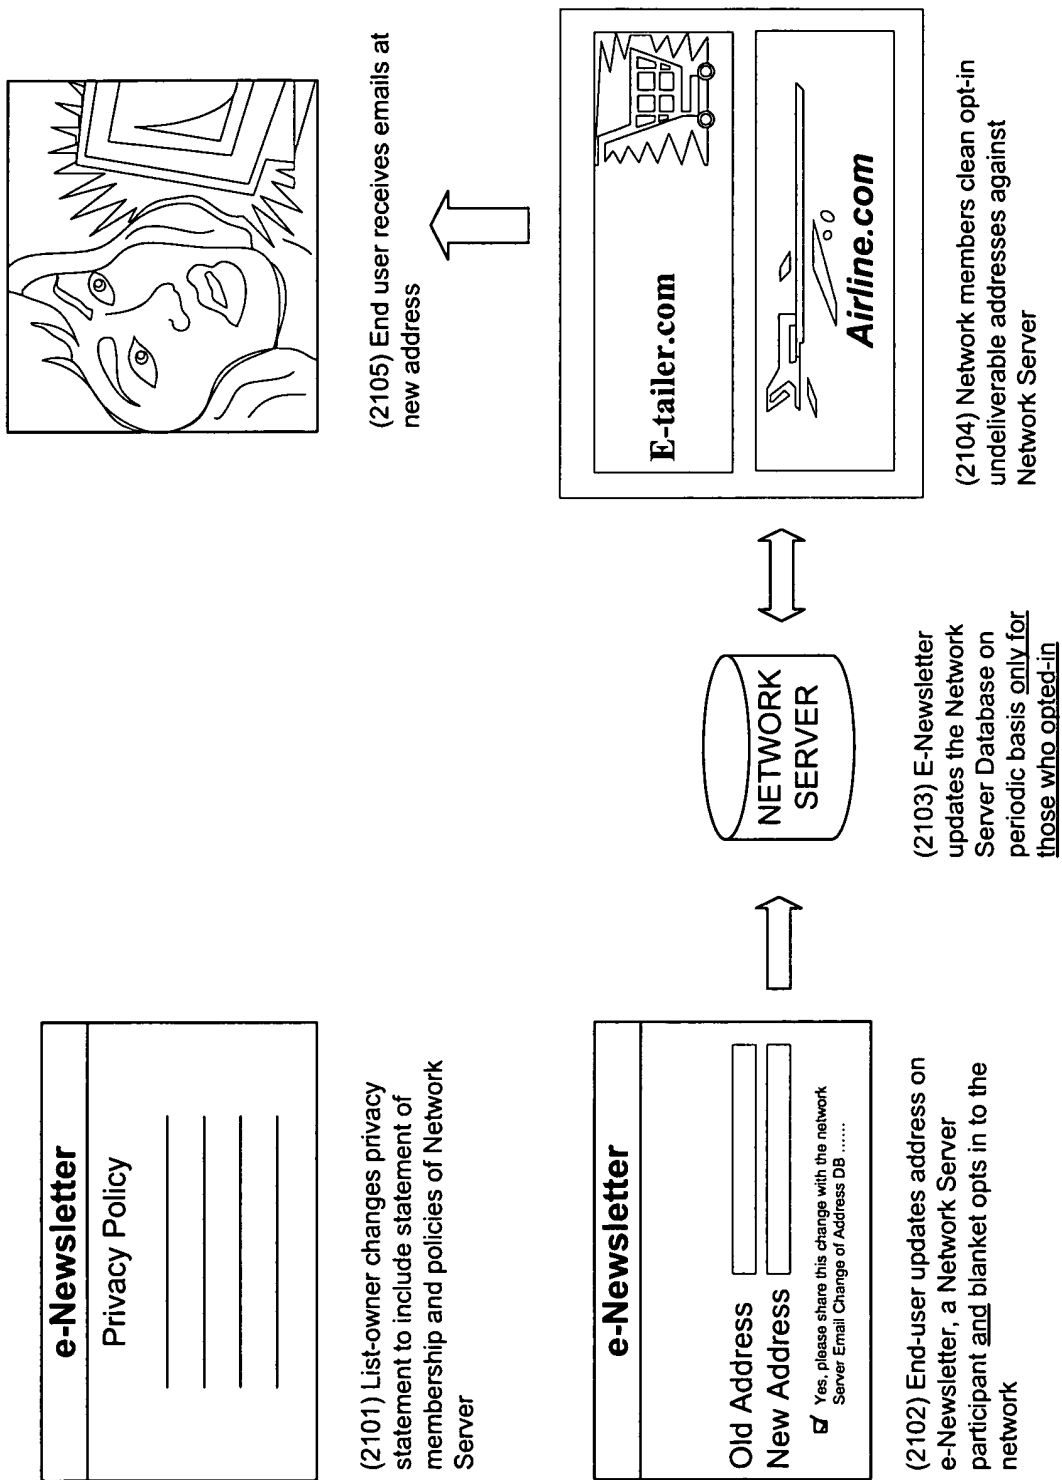 e-Newsletter
Privacy Policy
(2101) List-owner changes privacy
statement to include statement of
membership and policies of Network
Server
e-Newsletter
Old Address
New Address
Yes, please share this change with the network
Server Email Change of Address DB ......
(2102) End-user updates address on
e-Newsletter, a Network Server
participant and blanket opts in to the
network
NETWORK
SERVER
(2103) E-Newsletter
updates the Network
Server Database on
periodic basis only for
those who opted-in
E-tailer.com
Airline.com
(2104) Network members clean opt-in
undeliverable addresses against
Network Server
(2105) End user receives emails at
new address